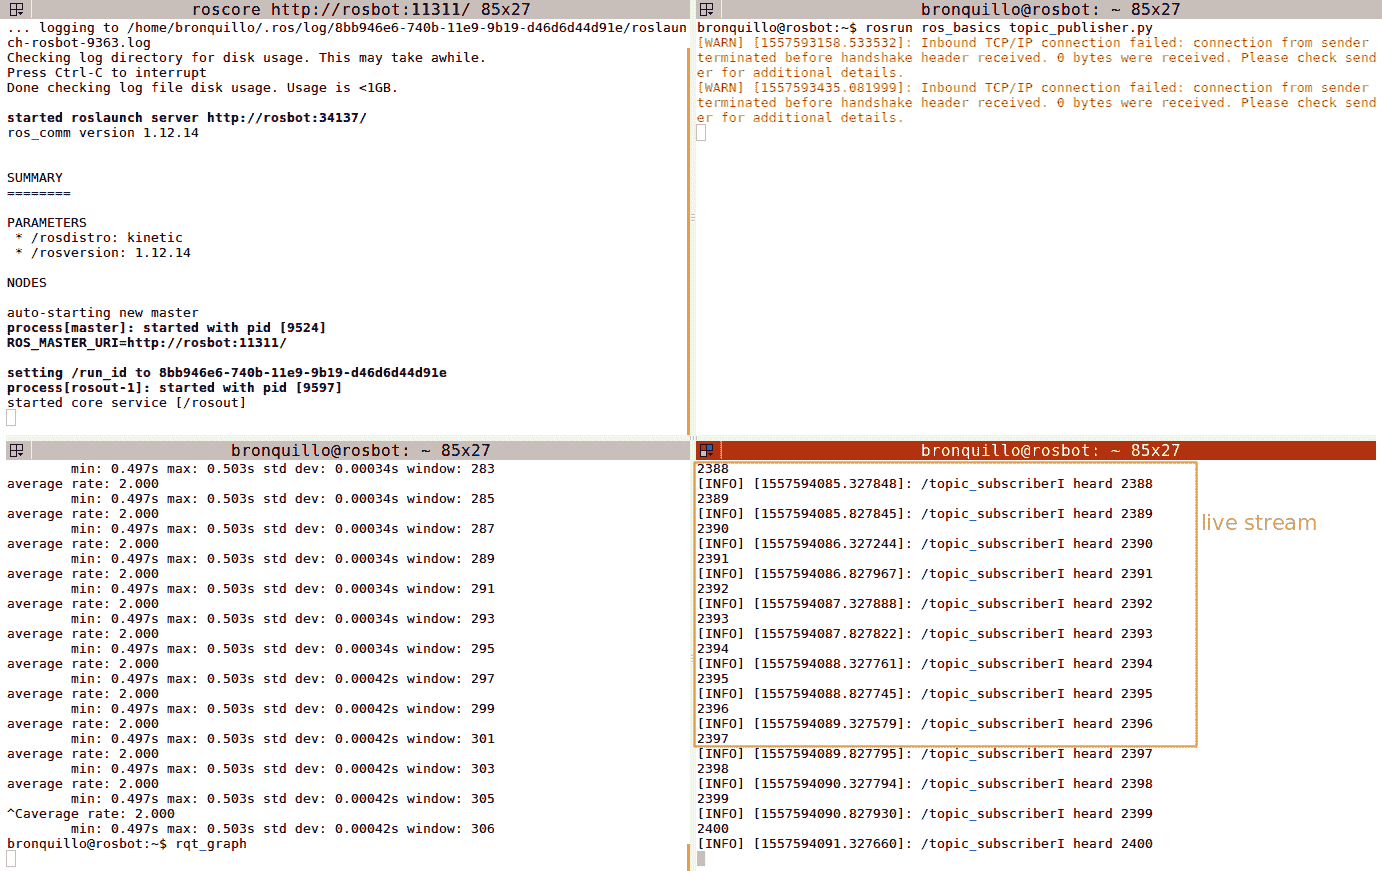 roscore http://rosbot:11311/ 85x27
... logging to /home/bronquillo/.ros/log/8bb946e6-740b-11e9-9b19-d46d6d44d91e/roslaun
ch-rosbot-9363.log
Checking log directory for disk usage. This may take awhile.
Press Ctrl-C to interrupt
Done checking log file disk usage. Usage is <1GB.
started roslaunch server http://rosbot:34137/
ros_comm version 1.12.14
SUMMARY
========
PARAMETERS
 * /rosdistro: kinetic
 * /rosversion: 1.12.14
NODES
auto-starting new master
process[master]: started with pid [9524]
ROS_MASTER_URI=http://rosbot:11311/
setting /run_id to 8bb946e6-740b-11e9-9b19-d46d6d44d91e
process[rosout-1]: started with pid [9597]
started core service [/rosout]
bronquillo@rosbot: ~ 85x27
bronquillo@rosbot:~$ rosrun ros_basics topic_publisher.py
[WARN] [1557593158.533532]: Inbound TCP/IP connection failed: connection from sender
terminated before handshake header received. 0 bytes were received. Please check send
er for additional details.
[WARN] [1557593435.081999]: Inbound TCP/IP connection failed: connection from sender
terminated before handshake header received. 0 bytes were received. Please check send
er for additional details.
bronquillo@rosbot: ~ 85x27
        min: 0.497s max: 0.503s std dev: 0.00034s window: 283
average rate: 2.000
        min: 0.497s max: 0.503s std dev: 0.00034s window: 285
average rate: 2.000
        min: 0.497s max: 0.503s std dev: 0.00034s window: 287
average rate: 2.000
        min: 0.497s max: 0.503s std dev: 0.00034s window: 289
average rate: 2.000
        min: 0.497s max: 0.503s std dev: 0.00034s window: 291
average rate: 2.000
        min: 0.497s max: 0.503s std dev: 0.00034s window: 293
average rate: 2.000
        min: 0.497s max: 0.503s std dev: 0.00034s window: 295
average rate: 2.000
        min: 0.497s max: 0.503s std dev: 0.00042s window: 297
average rate: 2.000
        min: 0.497s max: 0.503s std dev: 0.00042s window: 299
average rate: 2.000
        min: 0.497s max: 0.503s std dev: 0.00042s window: 301
average rate: 2.000
        min: 0.497s max: 0.503s std dev: 0.00042s window: 303
average rate: 2.000
        min: 0.497s max: 0.503s std dev: 0.00042s window: 305
^Caverage rate: 2.000
        min: 0.497s max: 0.503s std dev: 0.00042s window: 306
bronquillo@rosbot:~$ rqt_graph
bronquillo@rosbot: ~ 85x27
2388
[INFO] [1557594085.327848]: /topic_subscriberI heard 2388
2389
[INFO] [1557594085.827845]: /topic_subscriberI heard 2389
2390
[INFO] [1557594086.327244]: /topic_subscriberI heard 2390
2391
[INFO] [1557594086.827967]: /topic_subscriberI heard 2391
2392
[INFO] [1557594087.327888]: /topic_subscriberI heard 2392
2393
[INFO] [1557594087.827822]: /topic_subscriberI heard 2393
2394
[INFO] [1557594088.327761]: /topic_subscriberI heard 2394
2395
[INFO] [1557594088.827745]: /topic_subscriberI heard 2395
2396
[INFO] [1557594089.327579]: /topic_subscriberI heard 2396
2397
[INFO] [1557594089.827795]: /topic_subscriberI heard 2397
2398
[INFO] [1557594090.327794]: /topic_subscriberI heard 2398
2399
[INFO] [1557594090.827930]: /topic_subscriberI heard 2399
2400
[INFO] [1557594091.327660]: /topic_subscriberI heard 2400
live stream